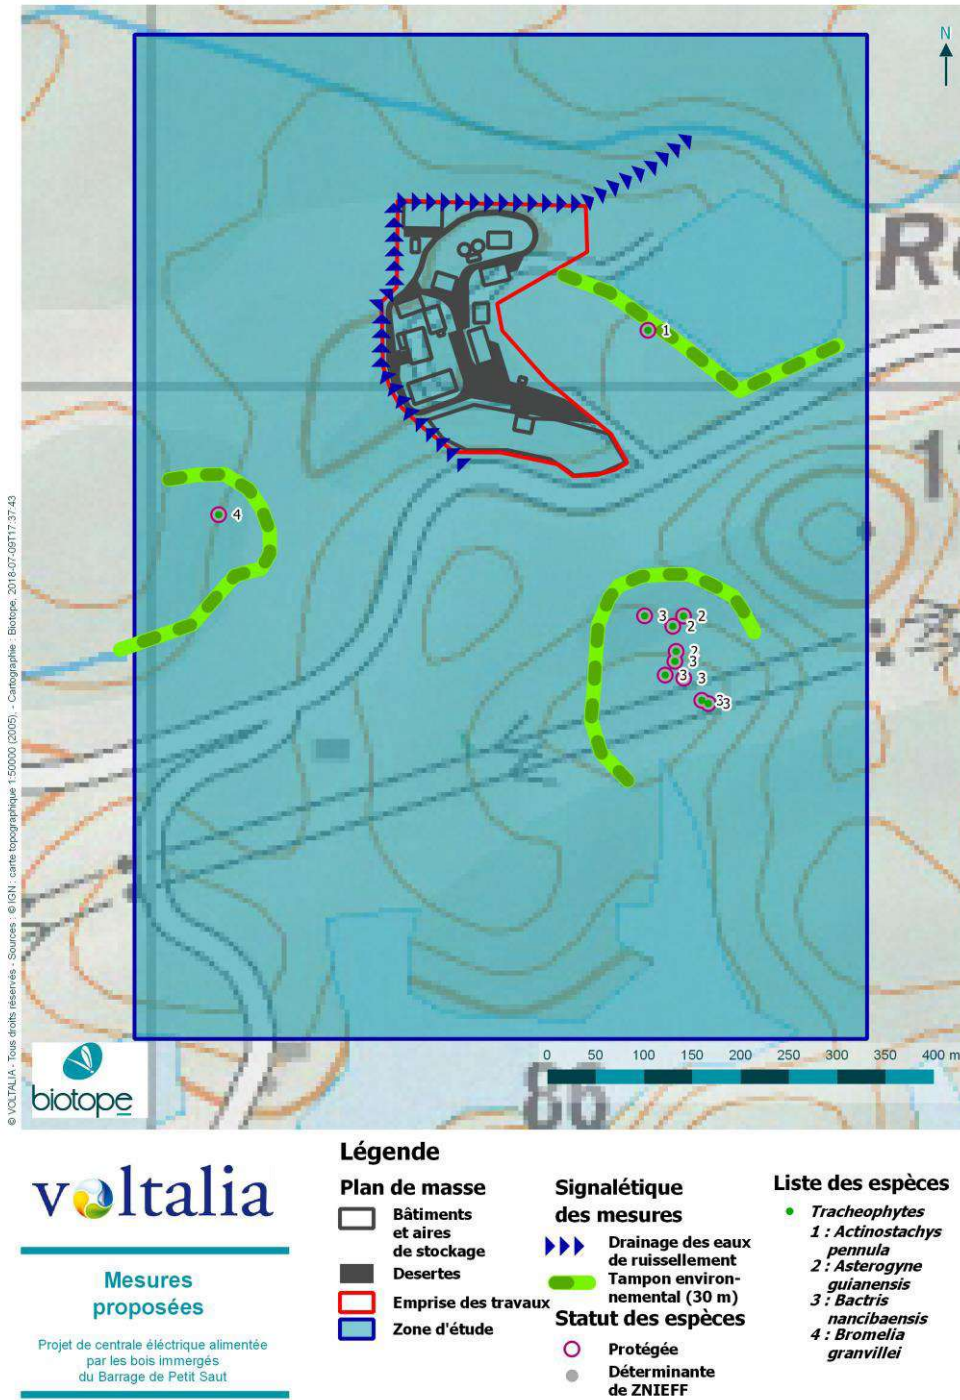 N
Re
1
1
4
3
2
2
2
3
3
3
3
3
0 50 100 150 200 250 300 350 400 m
86
© VOLTALIA - Tous droits réservés - Sources : © IGN : carte topographique 1:50000 (2005), - Cartographie : Biotope, 2018-07-09T17:37:43
biotope
voltalia
Mesures
proposées
Projet de centrale électrique alimentée
par les bois immergés
du Barrage de Petit Saut
Légende
Plan de masse
Bâtiments
et aires
de stockage
Desertes
Emprise des travaux
Zone d'étude
Signalétique
des mesures
Drainage des eaux
de ruissellement
Tampon environ-
nemental (30 m)
Statut des espèces
Protégée
Déterminante
de ZNIEFF
Liste des espèces
Tracheophytes
1 : Actinostachys
pennula
2 : Asterogyne
guianensis
3 : Bactris
nancibaensis
4 : Bromelia
granvillei